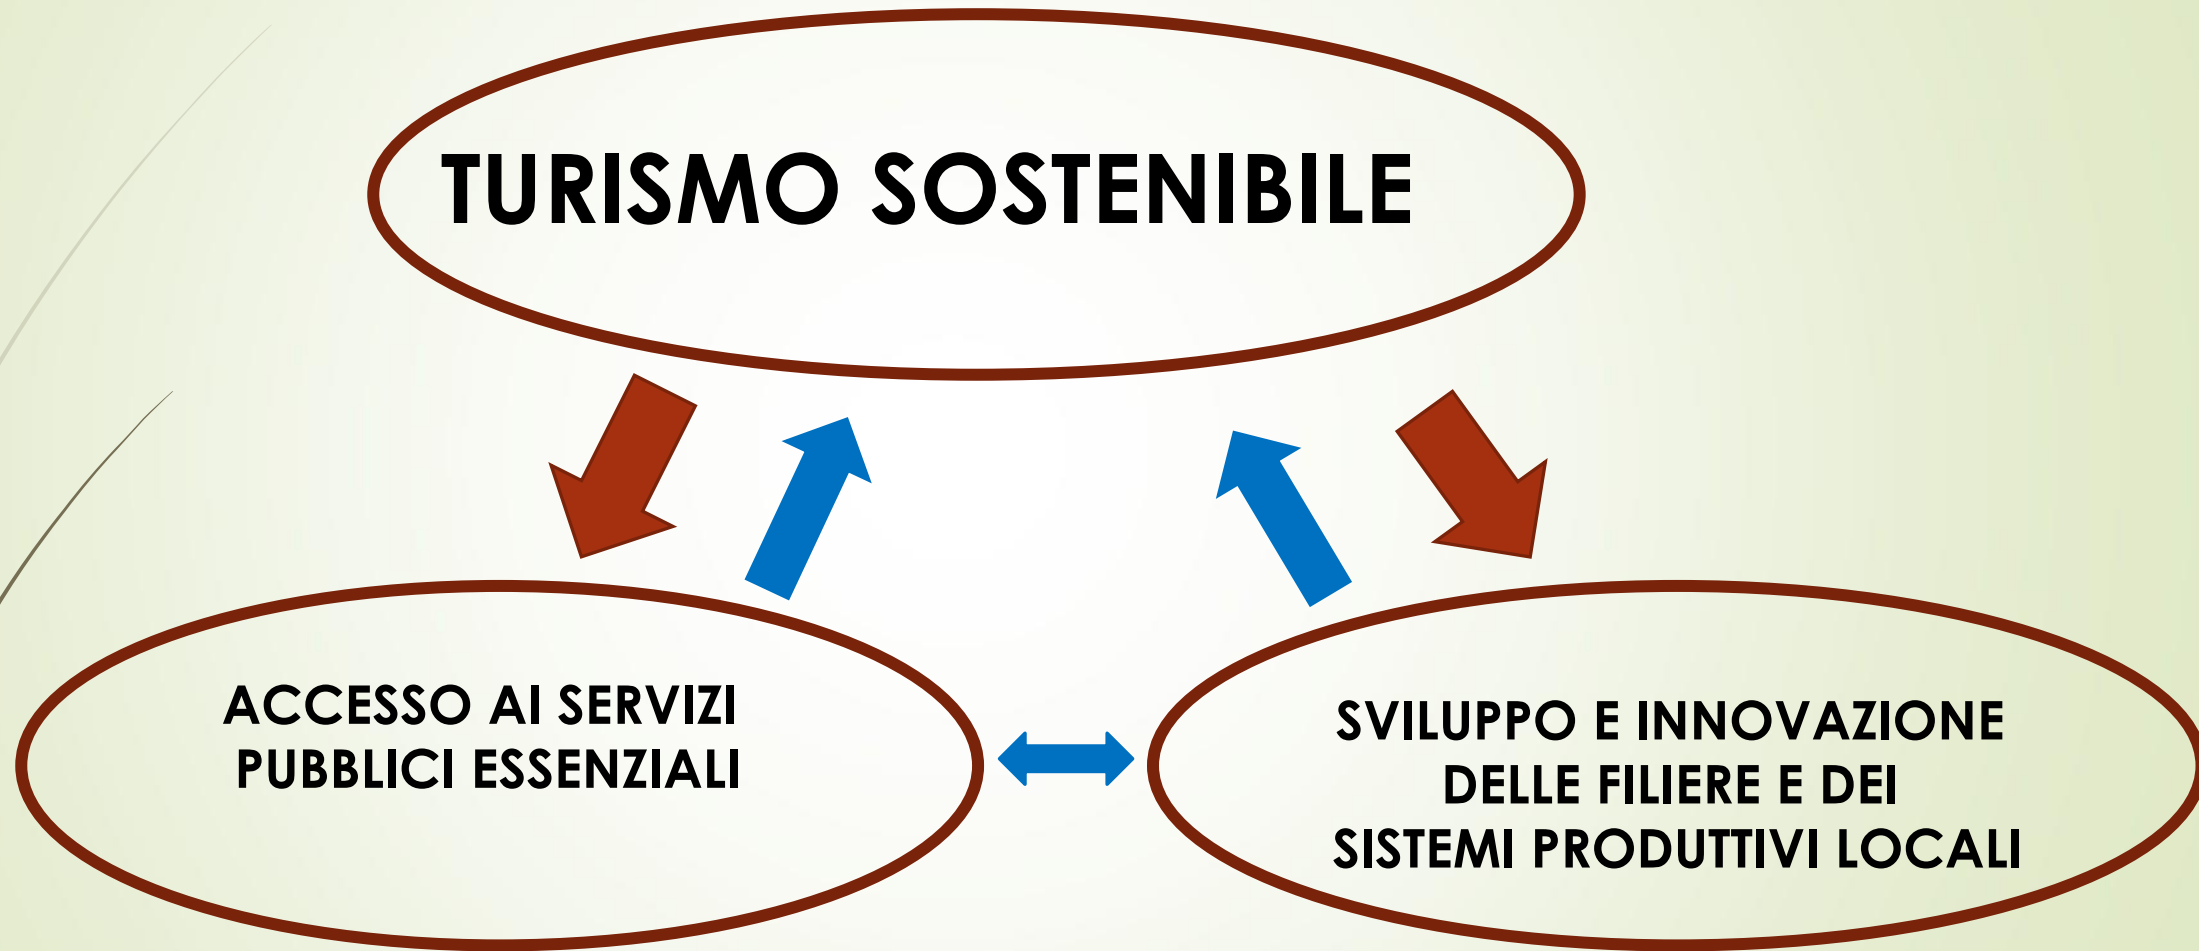 TURISMO SOSTENIBILE
ACCESSO AI SERVIZI
PUBBLICI ESSENZIALI
SVILUPPO E INNOVAZIONE
DELLE FILIERE E DEI
SISTEMI PRODUTTIVI LOCALI